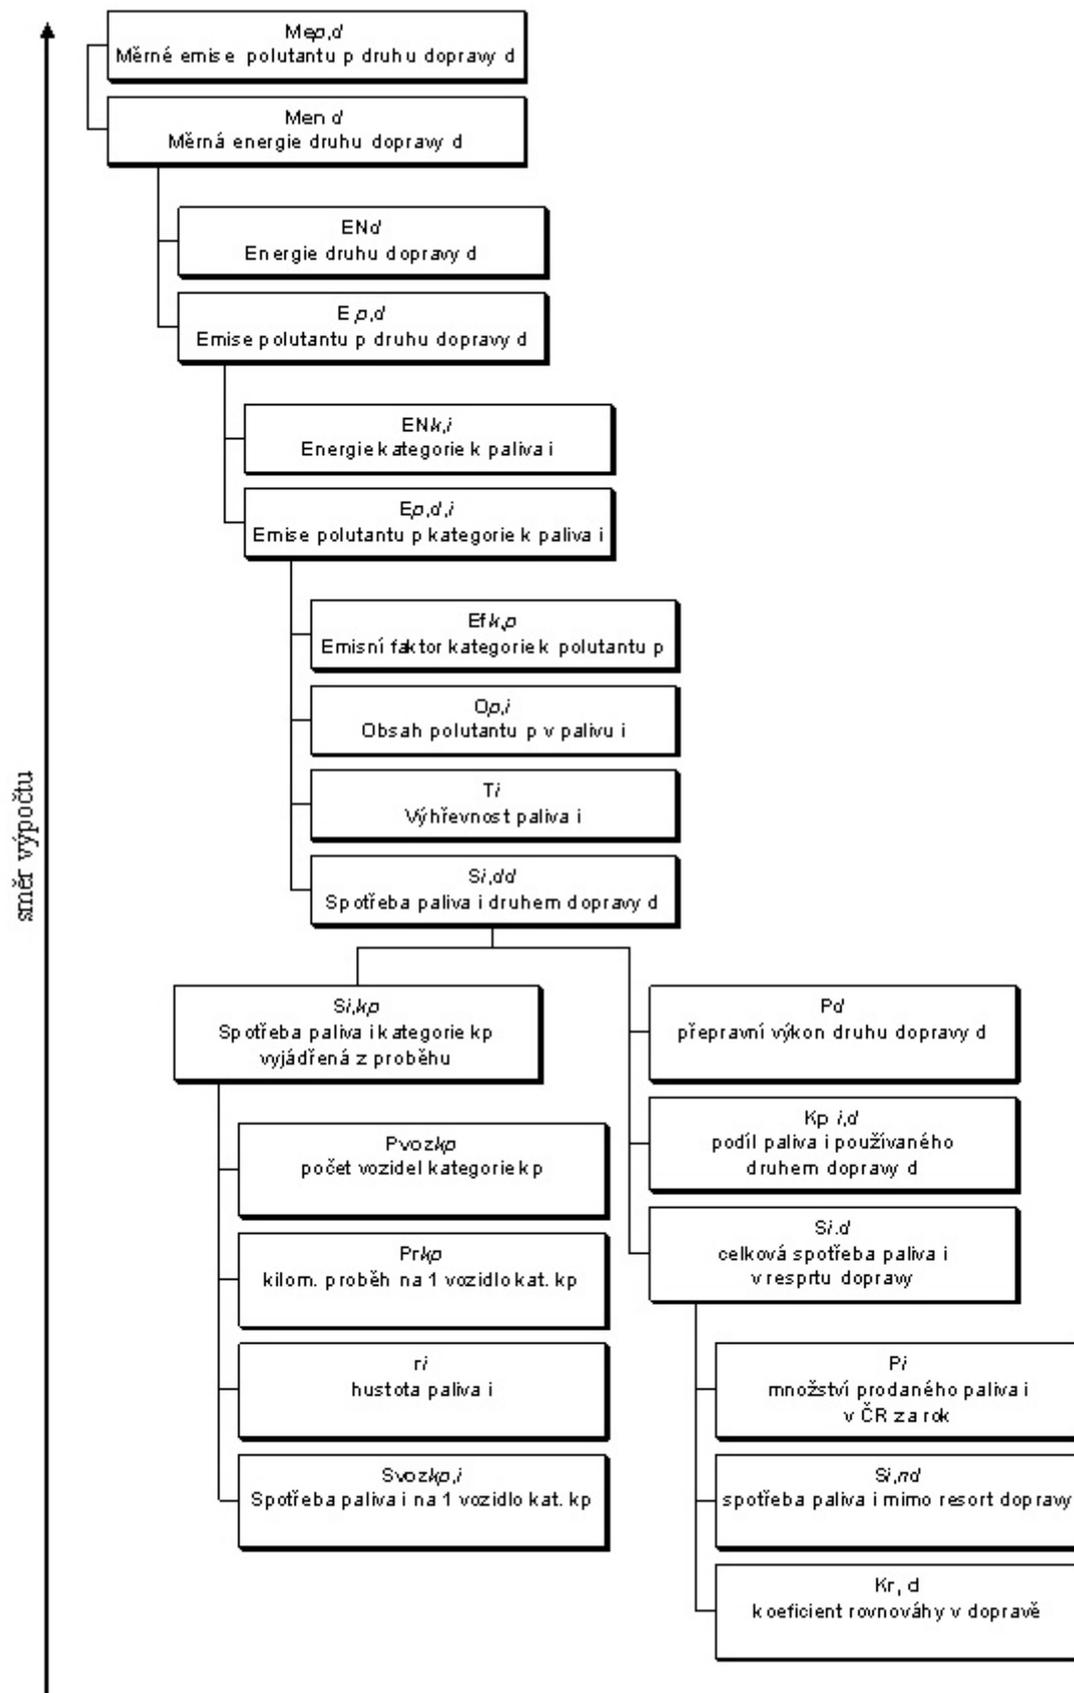 Mep,d
Měrné emise polutantu p druhu dopravy d
Men d
Měrná energie druhu dopravy d
ENd
Energie druhu dopravy d
E,p,d
Emise polutantu p druhu dopravy d
ENk,i
Energie kategorie k paliva i
Ep,d,i
Emise polutantu p kategorie k paliva i
Efk,p
Emisní faktor kategorie k polutantu p
Op,i
Obsah polutantu p v palivu i
Ti
Výhřevnost paliva i
Si,dd
Spotřeba paliva i druhem dopravy d
směr výpočtu
Si,kp
Spotřeba paliva i kategorie kp
vyjádřená z proběhu
Pvozkp
počet vozidel kategorie kp
Prkp
kilom. proběh na 1 vozidlo kat. kp
ri
hustota paliva i
Svozkp,i
Spotřeba paliva i na 1 vozidlo kat. kp
Pd
přepravní výkon druhu dopravy d
Kp i,d
podíl paliva i používaného
druhem dopravy d
Si.d
celková spotřeba paliva i
v resprtu dopravy
Pi
množství prodaného paliva i
v ČR za rok
Si,nd
spotřeba paliva i mimo resort dopravy
Kr, d
koeficient rovnováhy v dopravě